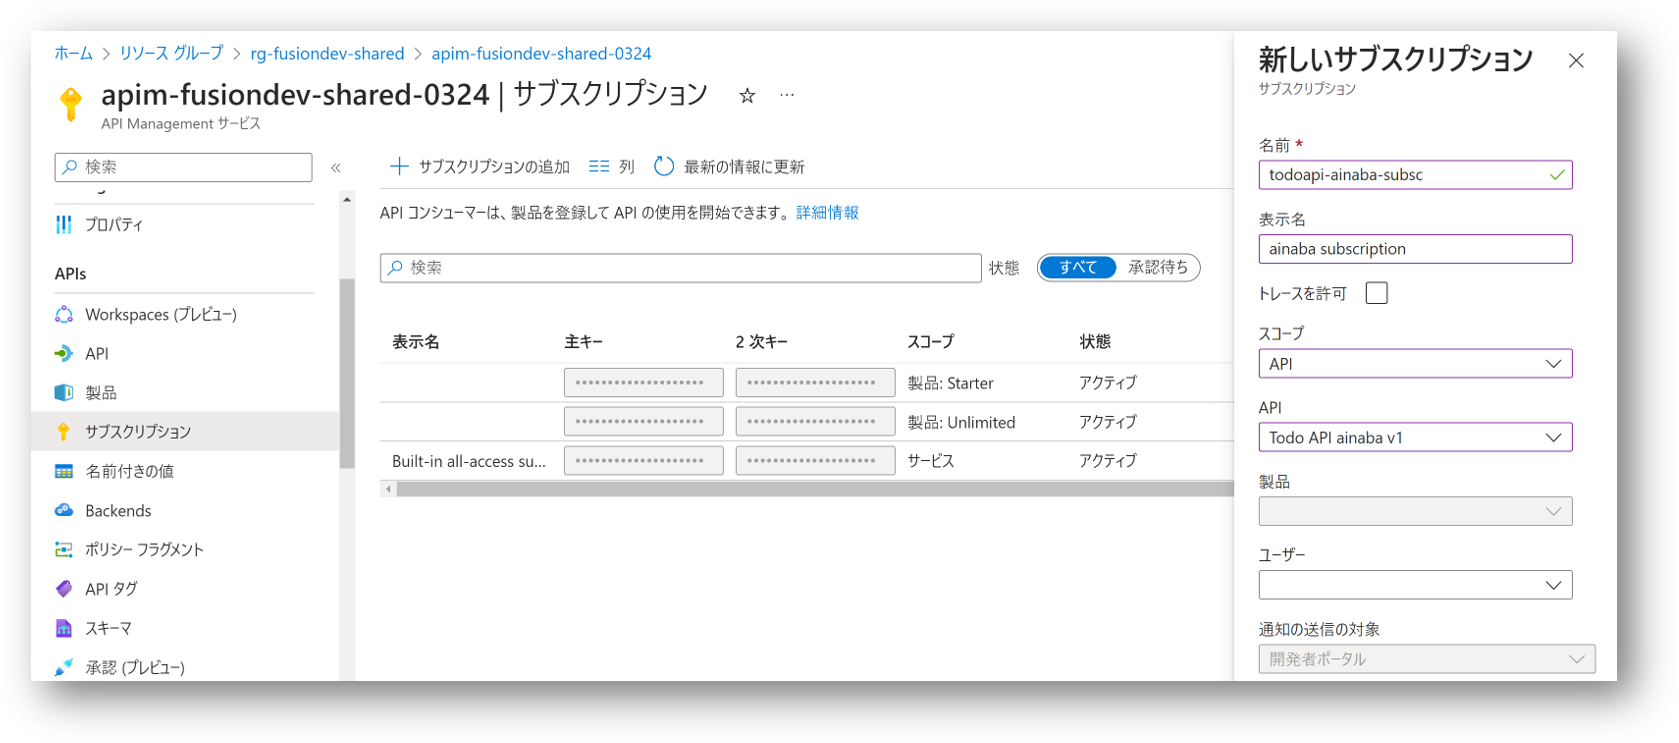 ホーム > リソース グループ > rg-fusiondev-shared > apim-fusiondev-shared-0324
apim-fusiondev-shared-0324 | サブスクリプション ☆ ...
API Management サービス
検索 «
プロパティ
APIs
Workspaces (プレビュー)
API
製品
サブスクリプション
名前付きの値
Backends
ポリシー フラグメント
API タグ
スキーマ
承認 (プレビュー)
サブスクリプションの追加 列 最新の情報に更新
API コンシューマーは、製品を登録して API の使用を開始できます。 詳細情報
検索 状態 すべて 承認待ち
表示名 主キー 2 次キー スコープ 状態
•••••••••••••••••••• •••••••••••••••••••• 製品: Starter アクティブ
•••••••••••••••••••• •••••••••••••••••••• 製品: Unlimited アクティブ
Built-in all-access su... •••••••••••••••••••• •••••••••••••••••••• サービス アクティブ
新しいサブスクリプション
サブスクリプション
名前 *
todoapi-ainaba-subsc
表示名
ainaba subscription
トレースを許可
スコープ
API
API
Todo API ainaba v1
製品
ユーザー
通知の送信の対象
開発者ポータル